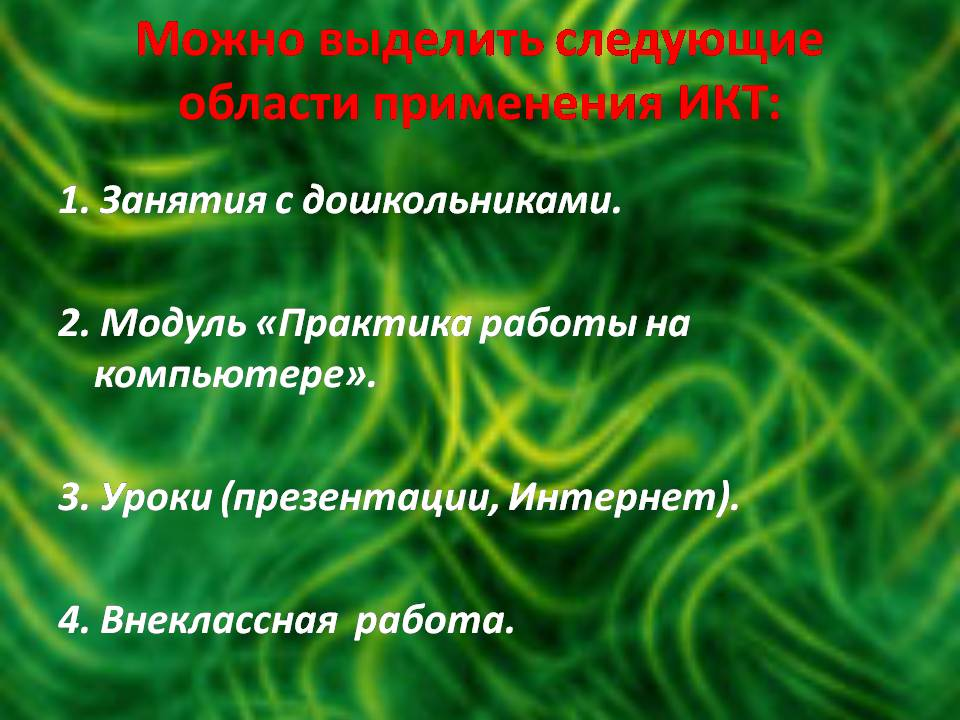 Можно выделить следующие
области применения ИКТ:
1. Занятия с дошкольниками.
2. Модуль «Практика работы на
компьютере».
3. Уроки (презентации, Интернет).
4. Внеклассная работа.